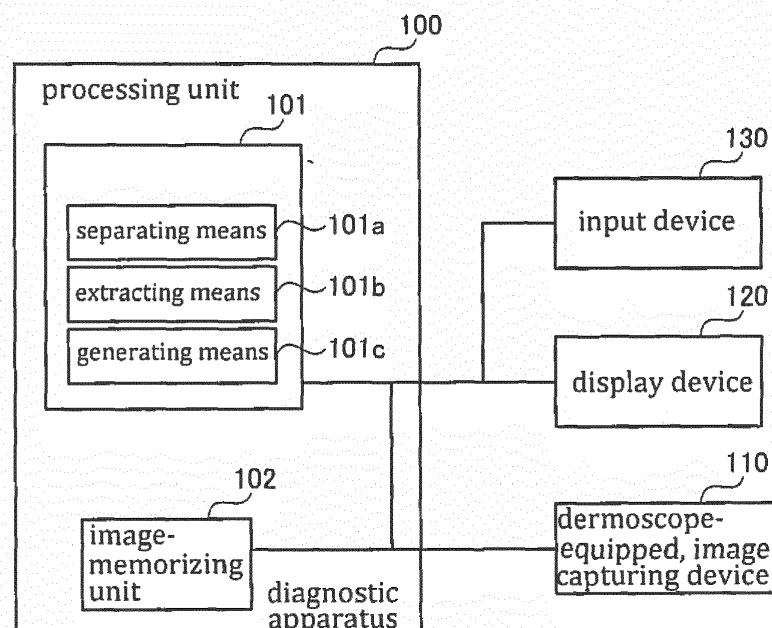 100
processing unit
101
130
separating means
101a
input device
extracting means
101b
120
generating means
101c
display device
102
110
image-
memorizing
unit
dermoscope-
equipped, image
capturing device
diagnostic
apparatus